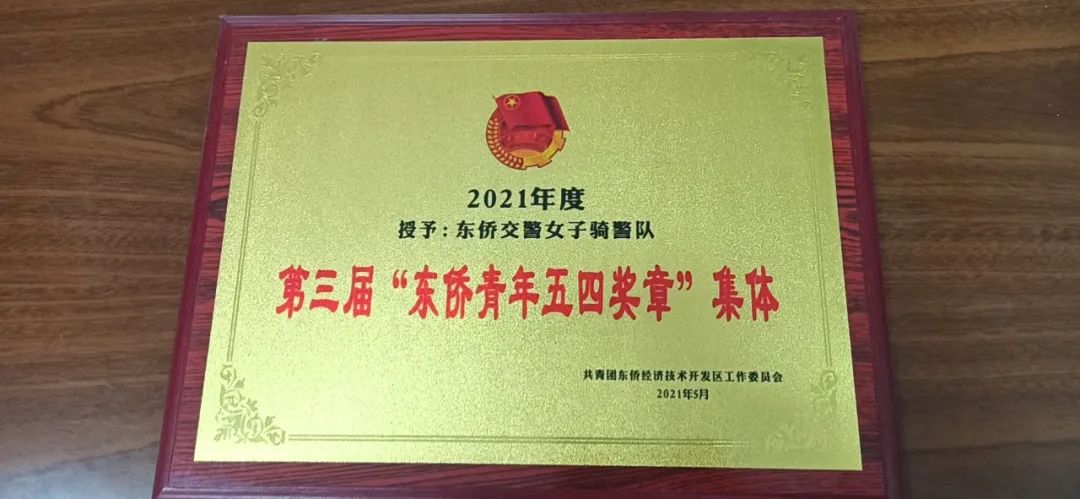 2021年度
授予：东侨交警女子骑警队
第三届“东侨青年五四奖章”集体
共青团东侨经济技术开发区工作委员会
2021年5月